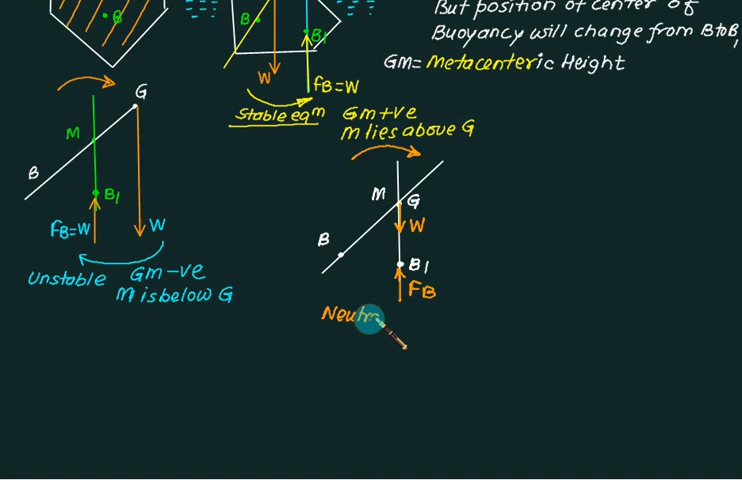 But position of center of
Buoyancy will change from B to B1
GM = Metacenteric Height
B
B
B1
W
FB=W
Stable eqm
GM +ve
M lies above G
G
M
B
B1
FB=W
W
Unstable
GM -ve
M is below G
M
G
W
B
B1
FB
Neutr